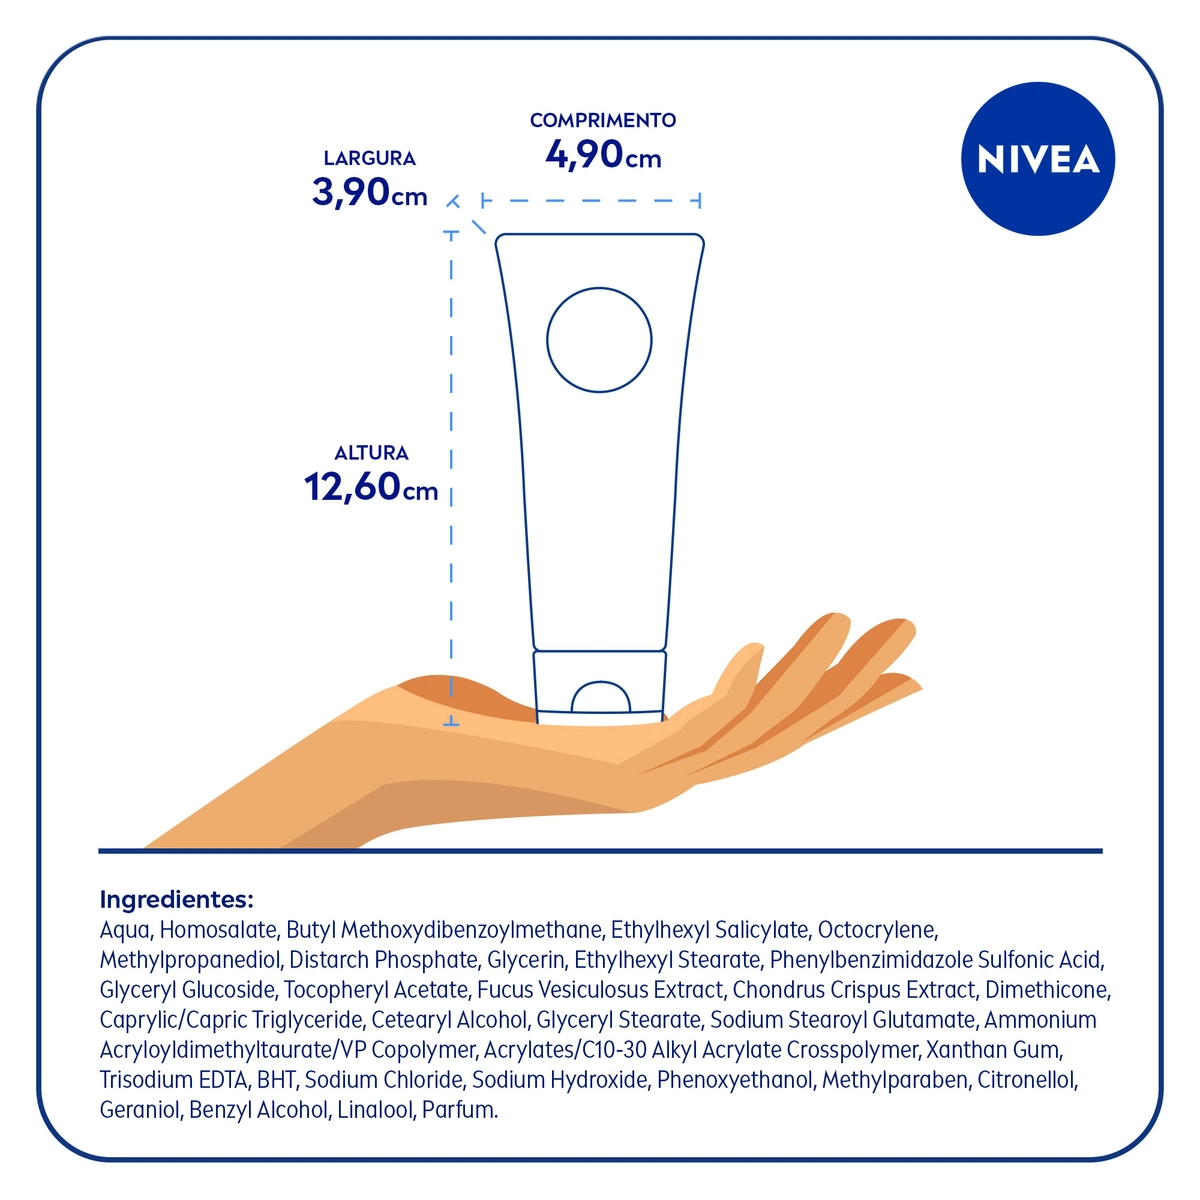 COMPRIMENTO
4,90cm
LARGURA
3,90cm
NIVEA
ALTURA
12,60cm
Ingredientes:
Aqua, Homosalate, Butyl Methoxydibenzoylmethane, Ethylhexyl Salicylate, Octocrylene,
Methylpropanediol, Distarch Phosphate, Glycerin, Ethylhexyl Stearate, Phenylbenzimidazole Sulfonic Acid,
Glyceryl Glucoside, Tocopheryl Acetate, Fucus Vesiculosus Extract, Chondrus Crispus Extract, Dimethicone,
Caprylic/Capric Triglyceride, Cetearyl Alcohol, Glyceryl Stearate, Sodium Stearoyl Glutamate, Ammonium
Acryloyldimethyltaurate/VP Copolymer, Acrylates/C10-30 Alkyl Acrylate Crosspolymer, Xanthan Gum,
Trisodium EDTA, BHT, Sodium Chloride, Sodium Hydroxide, Phenoxyethanol, Methylparaben, Citronellol,
Geraniol, Benzyl Alcohol, Linalool, Parfum.